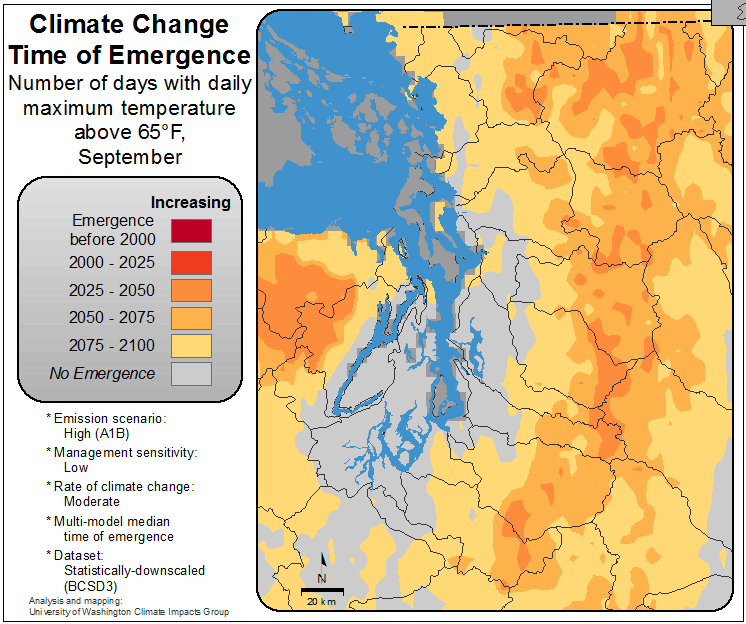 Climate Change
Time of Emergence
Number of days with daily
maximum temperature
above 65°F,
September
Increasing
Emergence
before 2000
2000 - 2025
2025 - 2050
2050 - 2075
2075 - 2100
No Emergence
* Emission scenario:
High (A1B)
* Management sensitivity:
Low
* Rate of climate change:
Moderate
* Multi-model median
time of emergence
* Dataset:
Statistically-downscaled
(BCSD3)
Analysis and mapping:
University of Washington Climate Impacts Group
N
20 km